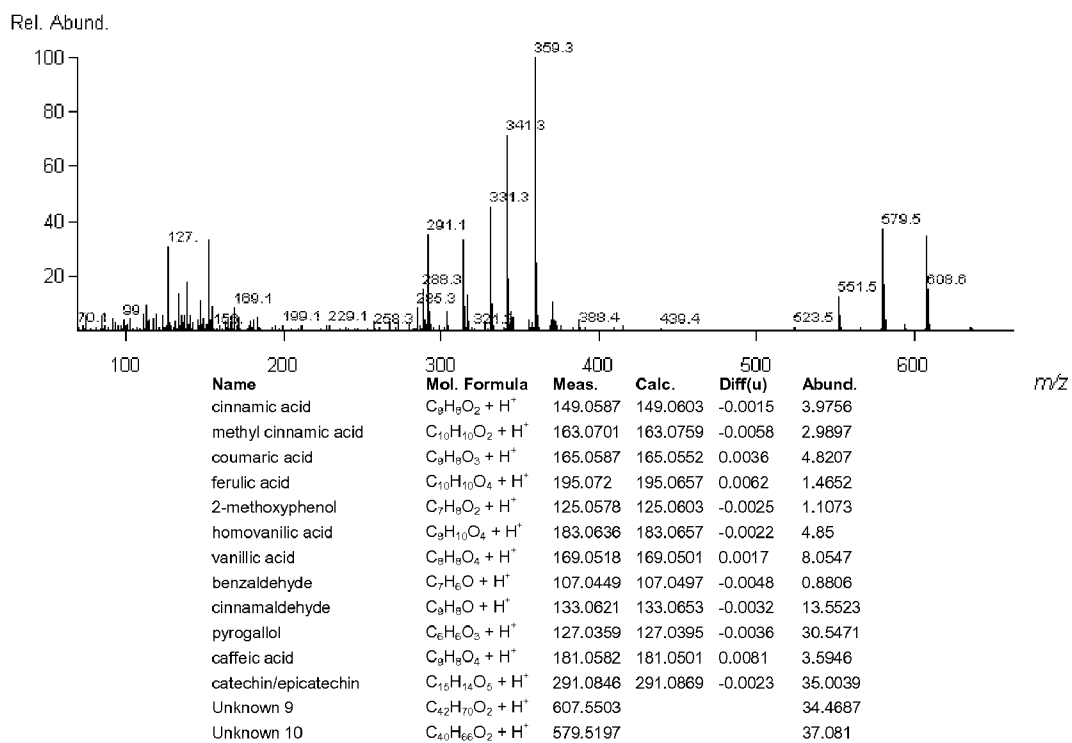 Rel. Abund.
359.3
100
80
341.3
60
331.3
40
291.1
579.5
127.
20
288.3
608.6
285.3
551.5
169.1
70.1
99
199.1
229.1
258.3
388.4
439.4
523.5
100 200 300 400 500 600
m/z
Name Mol. Formula Meas. Calc. Diff(u) Abund.
cinnamic acid C₉H₈O₂ + H⁺ 149.0587 149.0603 -0.0015 3.9756
methyl cinnamic acid C₁₀H₁₀O₂ + H⁺ 163.0701 163.0759 -0.0058 2.9897
coumaric acid C₉H₈O₃ + H⁺ 165.0587 165.0552 0.0036 4.8207
ferulic acid C₁₀H₁₀O₄ + H⁺ 195.072 195.0657 0.0062 1.4652
2-methoxyphenol C₇H₈O₂ + H⁺ 125.0578 125.0603 -0.0025 1.1073
homovanilic acid C₉H₁₀O₄ + H⁺ 183.0636 183.0657 -0.0022 4.85
vanillic acid C₈H₈O₄ + H⁺ 169.0518 169.0501 0.0017 8.0547
benzaldehyde C₇H₆O + H⁺ 107.0449 107.0497 -0.0048 0.8806
cinnamaldehyde C₉H₈O + H⁺ 133.0621 133.0653 -0.0032 13.5523
pyrogallol C₆H₆O₃ + H⁺ 127.0359 127.0395 -0.0036 30.5471
caffeic acid C₉H₈O₄ + H⁺ 181.0582 181.0501 0.0081 3.5946
catechin/epicatechin C₁₅H₁₄O₅ + H⁺ 291.0846 291.0869 -0.0023 35.0039
Unknown 9 C₄₂H₇₀O₂ + H⁺ 607.5503 34.4687
Unknown 10 C₄₀H₆₆O₂ + H⁺ 579.5197 37.081